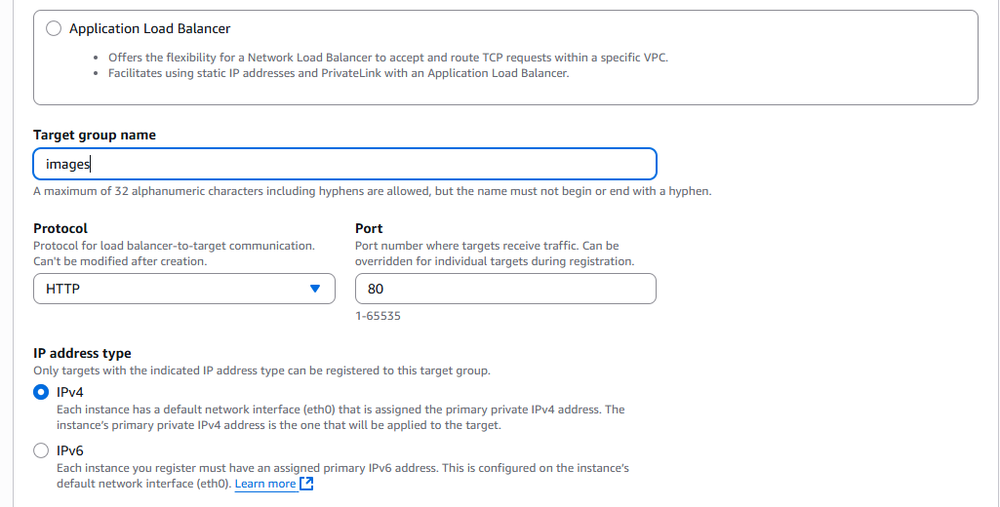 Application Load Balancer
• Offers the flexibility for a Network Load Balancer to accept and route TCP requests within a specific VPC.
• Facilitates using static IP addresses and PrivateLink with an Application Load Balancer.
Target group name
images
A maximum of 32 alphanumeric characters including hyphens are allowed, but the name must not begin or end with a hyphen.
Protocol
Protocol for load balancer-to-target communication.
Can't be modified after creation.
HTTP
Port
Port number where targets receive traffic. Can be
overridden for individual targets during registration.
80
1-65535
IP address type
Only targets with the indicated IP address type can be registered to this target group.
IPv4
Each instance has a default network interface (eth0) that is assigned the primary private IPv4 address. The
instance's primary private IPv4 address is the one that will be applied to the target.
IPv6
Each instance you register must have an assigned primary IPv6 address. This is configured on the instance's
default network interface (eth0). Learn more